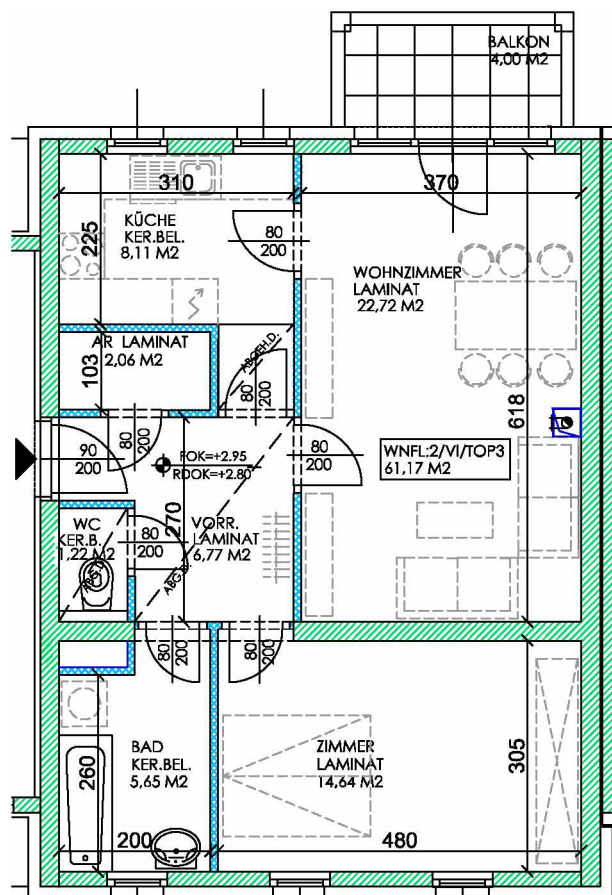 BALKON
4,00 M2
310
370
KÜCHE
KER.BEL.
8,11 M2
225
80
200
WOHNZIMMER
LAMINAT
22,72 M2
AR LAMINAT
2,06 M2
103
ABGEH.D.
80
200
618
80
200
90
200
FOK=+2.95
RDOK=+2.80
80
200
WNFL:2/VI/TOP3
61,17 M2
270
WC
KER.B.
1,22 M2
80
200
VORR.
LAMINAT
6,77 M2
ABG.D.
80
200
80
200
BAD
KER.BEL.
5,65 M2
260
ZIMMER
LAMINAT
14,64 M2
305
200
480